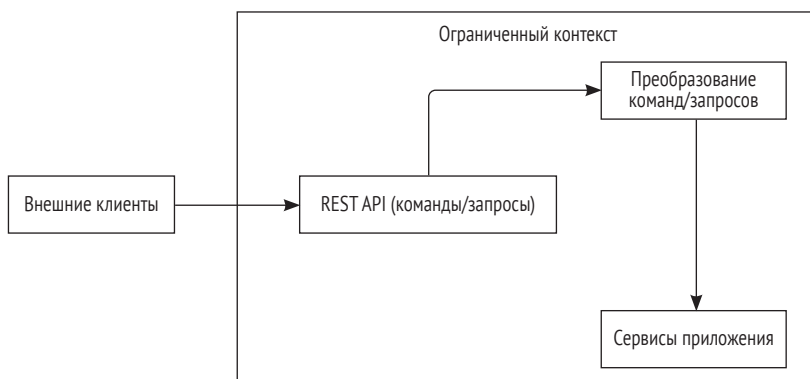 Ограниченный контекст
Преобразование
команд/запросов
Внешние клиенты
REST API (команды/запросы)
Сервисы приложения